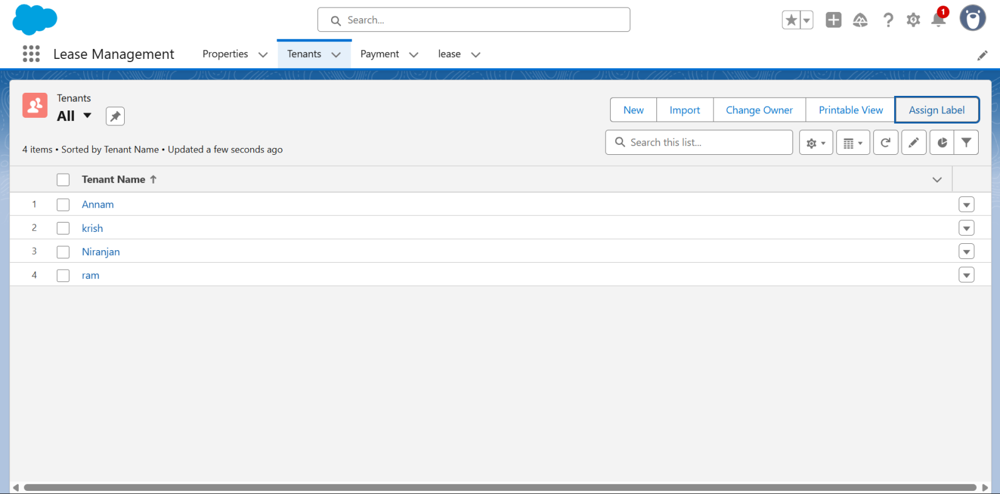 Search...
1
Lease Management
Properties
Tenants
Payment
lease
Tenants
All
New
Import
Change Owner
Printable View
Assign Label
4 items • Sorted by Tenant Name • Updated a few seconds ago
Search this list...
Tenant Name
1 Annam
2 krish
3 Niranjan
4 ram